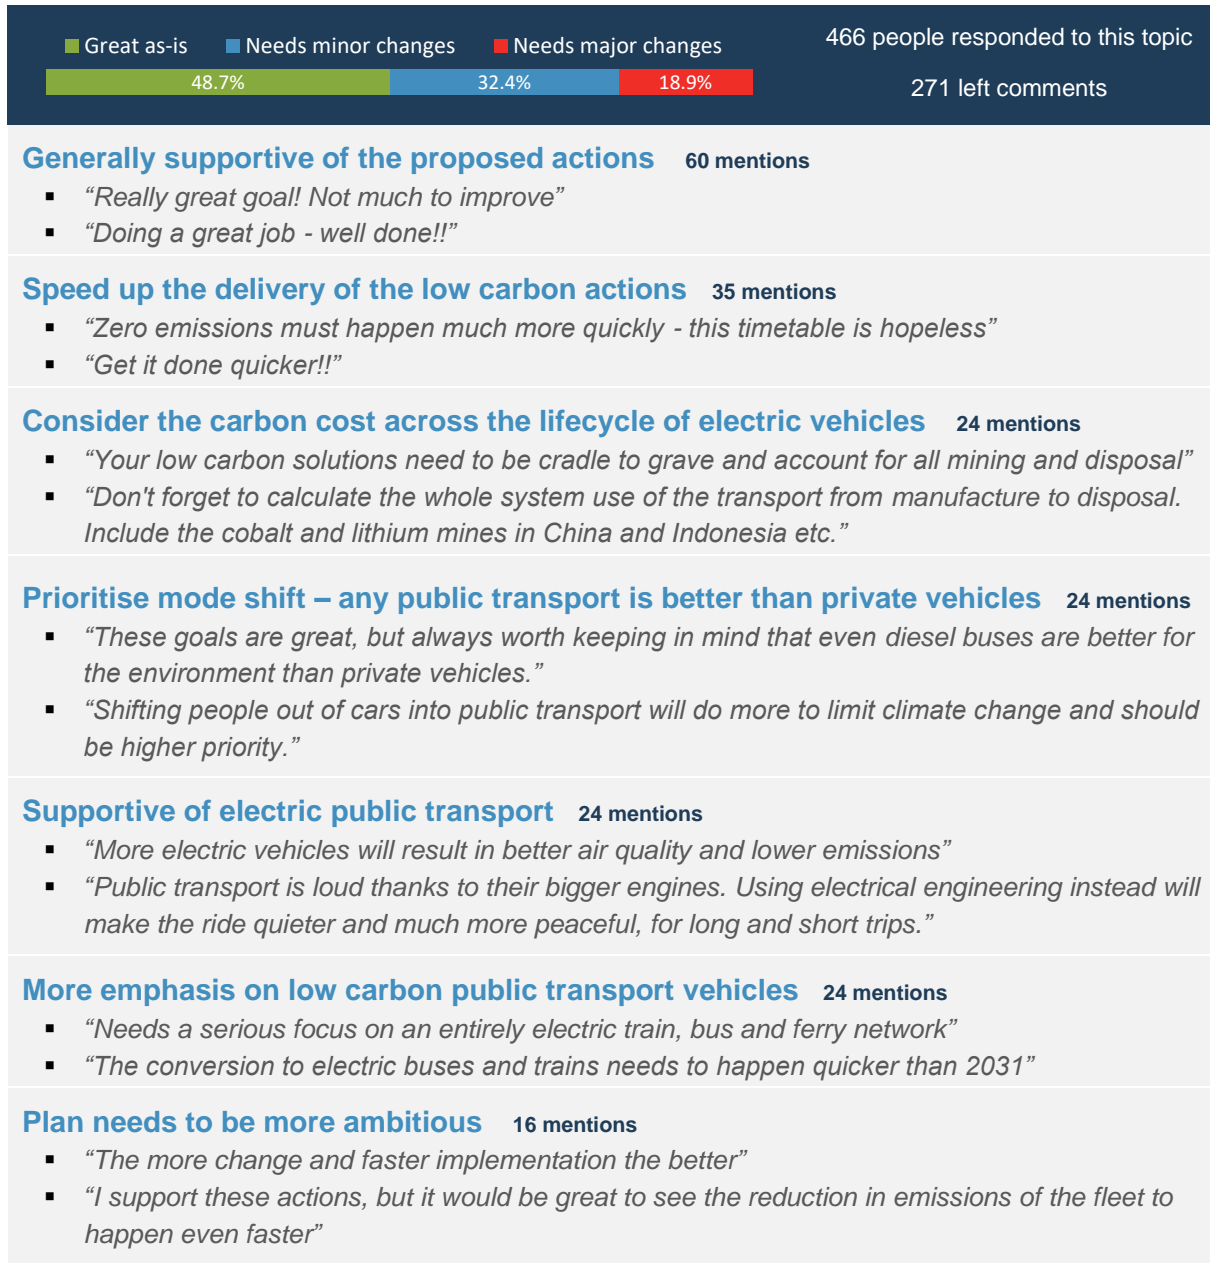 Great as-is Needs minor changes Needs major changes
48.7% 32.4% 18.9%
466 people responded to this topic
271 left comments
Generally supportive of the proposed actions 60 mentions
▪ “Really great goal! Not much to improve”
▪ “Doing a great job - well done!!”
Speed up the delivery of the low carbon actions 35 mentions
▪ “Zero emissions must happen much more quickly - this timetable is hopeless”
▪ “Get it done quicker!!”
Consider the carbon cost across the lifecycle of electric vehicles 24 mentions
▪ “Your low carbon solutions need to be cradle to grave and account for all mining and disposal”
▪ “Don't forget to calculate the whole system use of the transport from manufacture to disposal.
Include the cobalt and lithium mines in China and Indonesia etc.”
Prioritise mode shift – any public transport is better than private vehicles 24 mentions
▪ “These goals are great, but always worth keeping in mind that even diesel buses are better for
the environment than private vehicles.”
▪ “Shifting people out of cars into public transport will do more to limit climate change and should
be higher priority.”
Supportive of electric public transport 24 mentions
▪ “More electric vehicles will result in better air quality and lower emissions”
▪ “Public transport is loud thanks to their bigger engines. Using electrical engineering instead will
make the ride quieter and much more peaceful, for long and short trips.”
More emphasis on low carbon public transport vehicles 24 mentions
▪ “Needs a serious focus on an entirely electric train, bus and ferry network”
▪ “The conversion to electric buses and trains needs to happen quicker than 2031”
Plan needs to be more ambitious 16 mentions
▪ “The more change and faster implementation the better”
▪ “I support these actions, but it would be great to see the reduction in emissions of the fleet to
happen even faster”